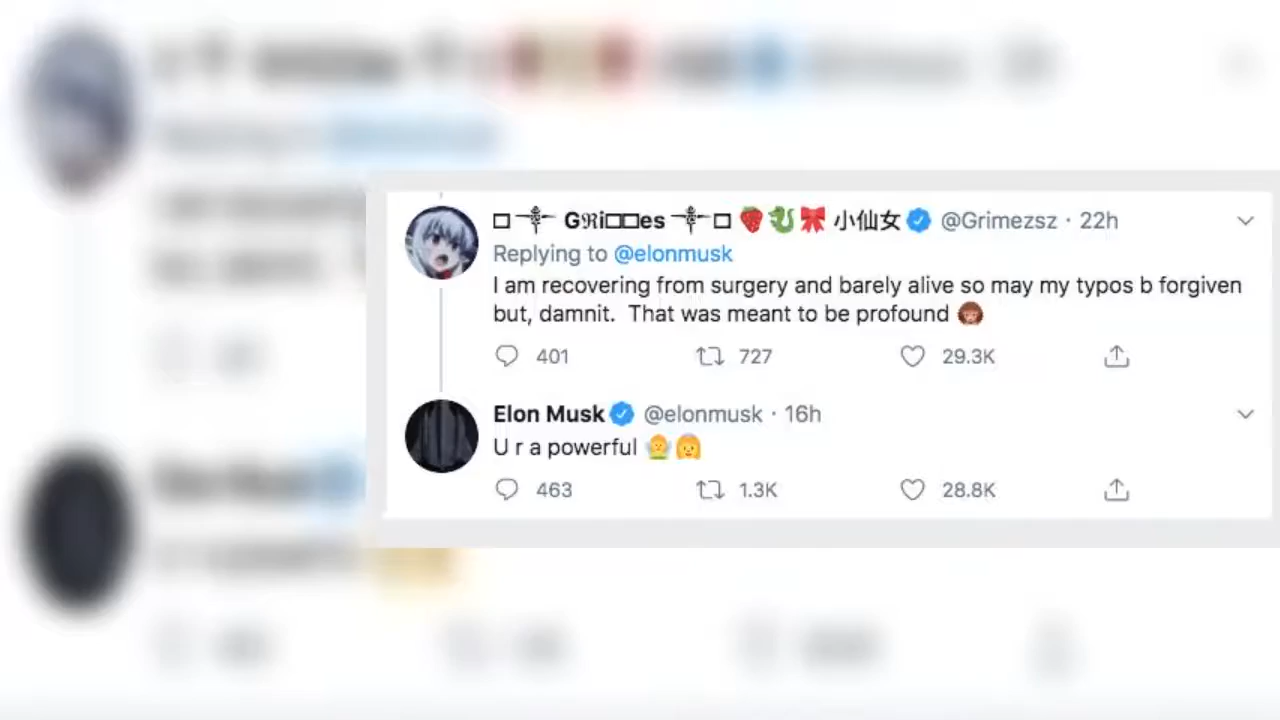 □ ⸸ Gℜi□□es ⸸ □ 🍓🐉🎀 小仙女 @Grimezsz · 22h
Replying to @elonmusk
I am recovering from surgery and barely alive so may my typos b forgiven
but, damnit.  That was meant to be profound
401 727 29.3K
Elon Musk @elonmusk · 16h
U r a powerful
463 1.3K 28.8K